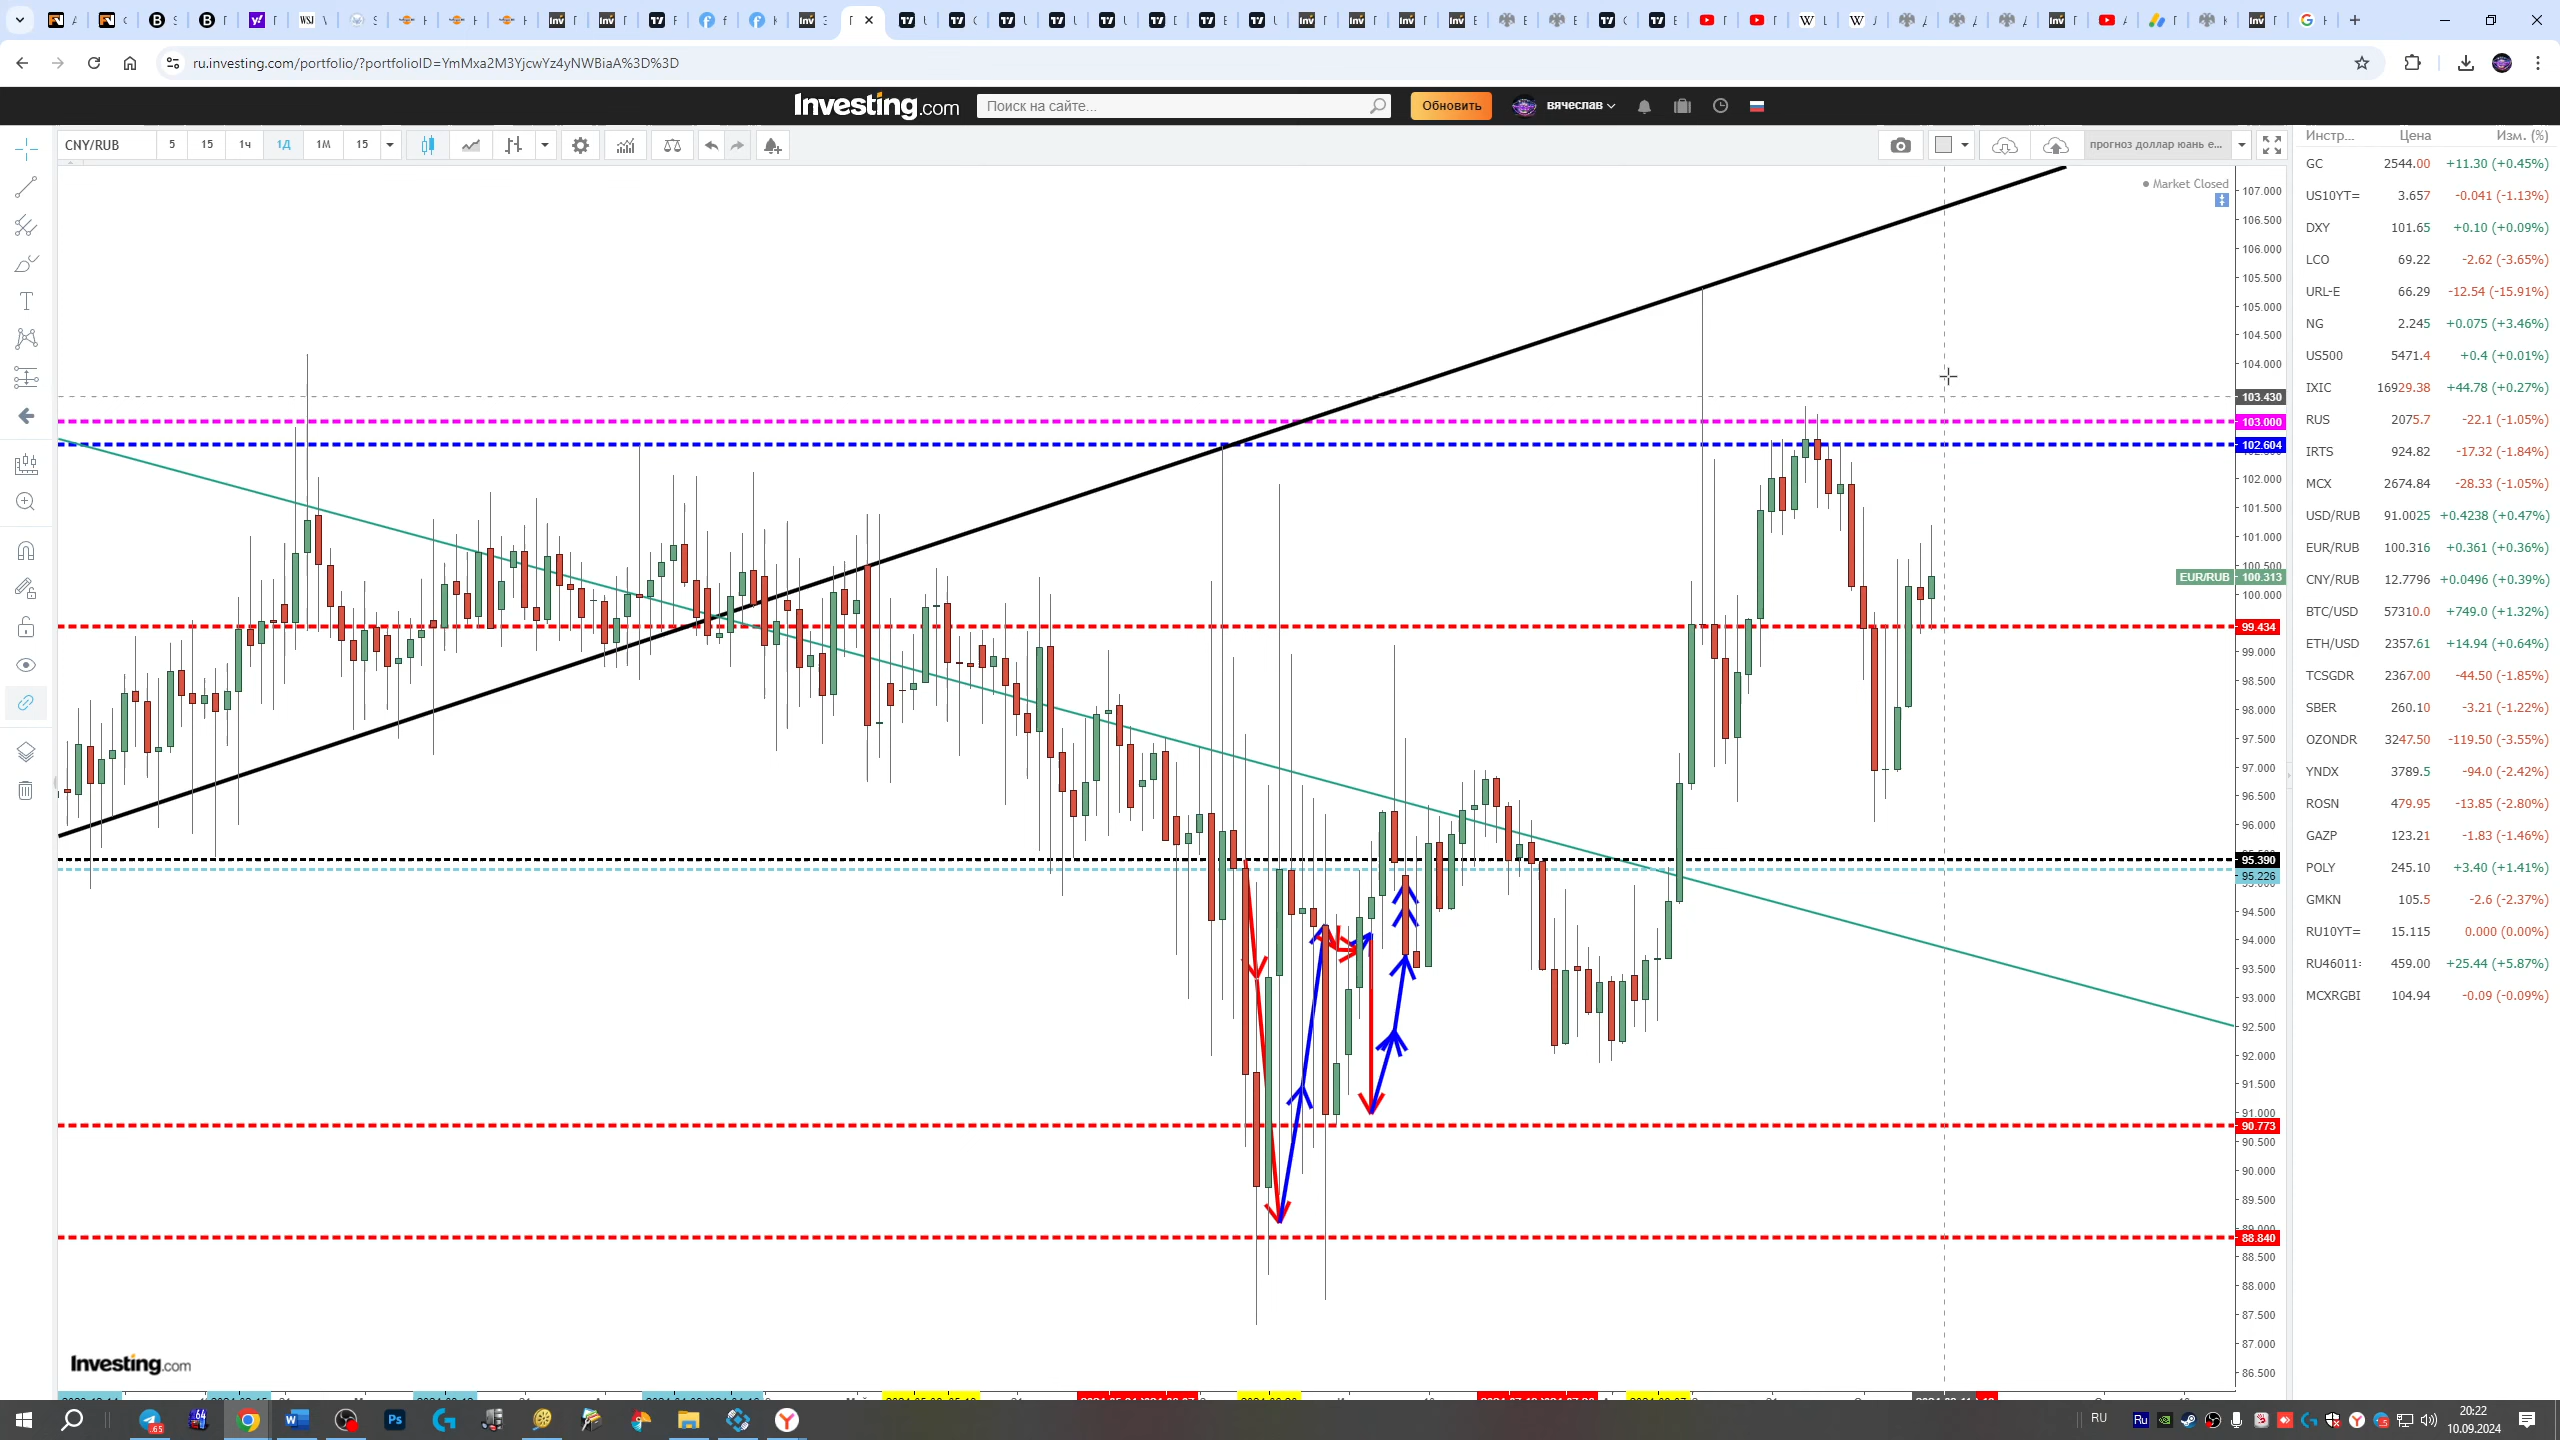 ru.investing.com/portfolio/?portfolioID=YmMxa2M3YjcwYz4yNWBiaA%3D%3D
Investing.com
Поиск на сайте...
Обновить
вячеслав
CNY/RUB
5
15
1ч
1Д
1М
15
прогноз доллар юань е...
Market Closed
107.000
106.500
106.000
105.500
105.000
104.500
104.000
103.430
103.000
102.604
102.000
101.500
101.000
100.500
EUR/RUB
100.313
100.000
99.434
99.000
98.500
98.000
97.500
97.000
96.500
96.000
95.390
95.226
94.500
94.000
93.500
93.000
92.500
92.000
91.500
91.000
90.773
90.500
90.000
89.500
88.840
88.500
88.000
87.500
87.000
86.500
Investing.com
Инстр...
Цена
Изм. (%)
GC 2544.00 +11.30 (+0.45%)
US10YT= 3.657 -0.041 (-1.13%)
DXY 101.65 +0.10 (+0.09%)
LCO 69.22 -2.62 (-3.65%)
URL-E 66.29 -12.54 (-15.91%)
NG 2.245 +0.075 (+3.46%)
US500 5471.4 +0.4 (+0.01%)
IXIC 16929.38 +44.78 (+0.27%)
RUS 2075.7 -22.1 (-1.05%)
IRTS 924.82 -17.32 (-1.84%)
MCX 2674.84 -28.33 (-1.05%)
USD/RUB 91.0025 +0.4238 (+0.47%)
EUR/RUB 100.316 +0.361 (+0.36%)
CNY/RUB 12.7796 +0.0496 (+0.39%)
BTC/USD 57310.0 +749.0 (+1.32%)
ETH/USD 2357.61 +14.94 (+0.64%)
TCSGDR 2367.00 -44.50 (-1.85%)
SBER 260.10 -3.21 (-1.22%)
OZONDR 3247.50 -119.50 (-3.55%)
YNDX 3789.5 -94.0 (-2.42%)
ROSN 479.95 -13.85 (-2.80%)
GAZP 123.21 -1.83 (-1.46%)
POLY 245.10 +3.40 (+1.41%)
GMKN 105.5 -2.6 (-2.37%)
RU10YT= 15.115 0.000 (0.00%)
RU46011: 459.00 +25.44 (+5.87%)
MCXRGBI 104.94 -0.09 (-0.09%)
RU
Ru
20:22
10.09.2024